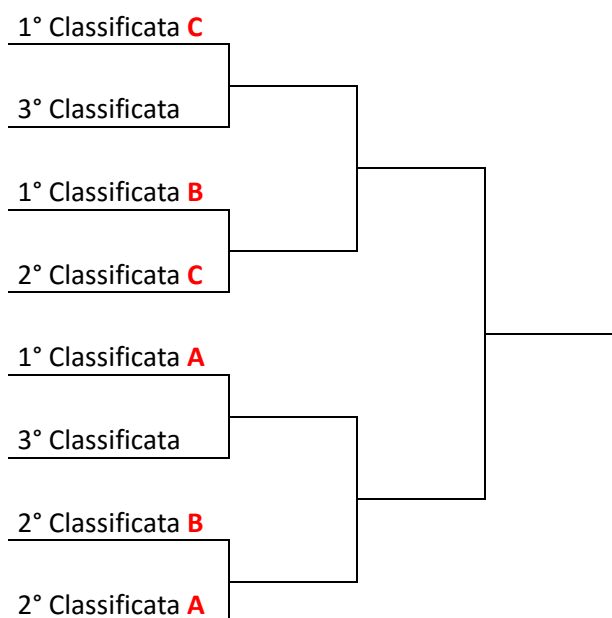 1° Classificata C
3° Classificata
1° Classificata B
2° Classificata C
1° Classificata A
3° Classificata
2° Classificata B
2° Classificata A